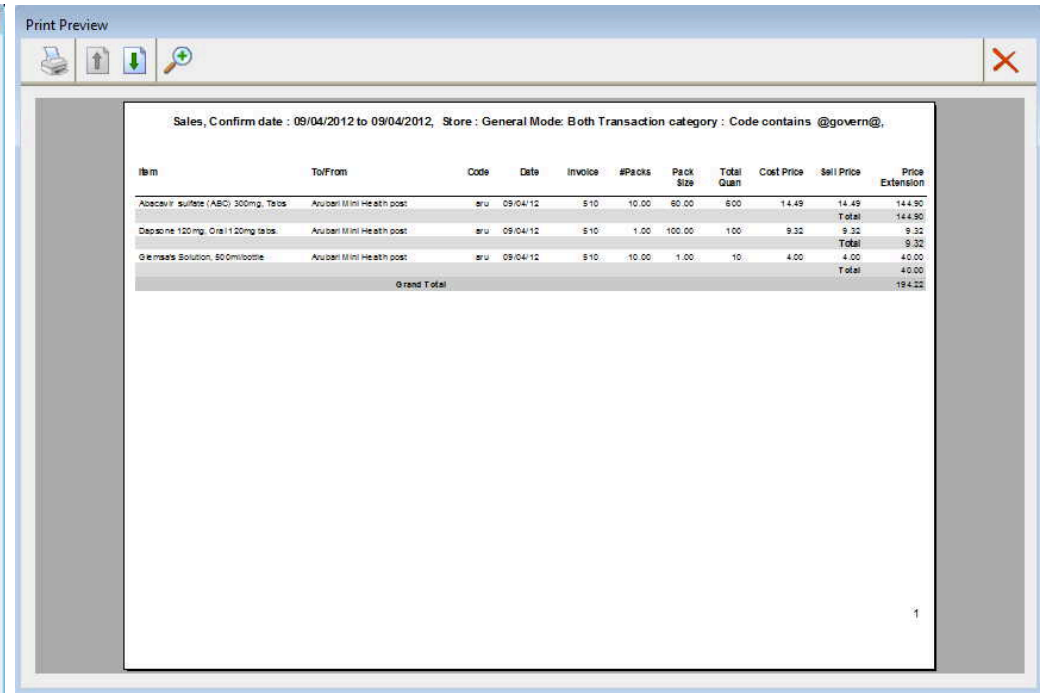 Print Preview
Sales, Confirm date : 09/04/2012 to 09/04/2012, Store : General Mode: Both Transaction category : Code contains @govern@,
Item To/From Code Date Invoice #Packs Pack Size Total Quan Cost Price Sell Price Price Extension
Abacavir sulfate (ABC) 300mg, Tabs Arubari Mini Health post aru 09/04/12 510 10.00 60.00 600 14.49 14.49 144.90
Total 144.90
Dapsone 120mg, Oral 120mg tabs. Arubari Mini Health post aru 09/04/12 510 1.00 100.00 100 9.32 9.32 9.32
Total 9.32
Giemsa's Solution, 500ml/bottle Arubari Mini Health post aru 09/04/12 510 10.00 1.00 10 4.00 4.00 40.00
Total 40.00
Grand Total 194.22
1